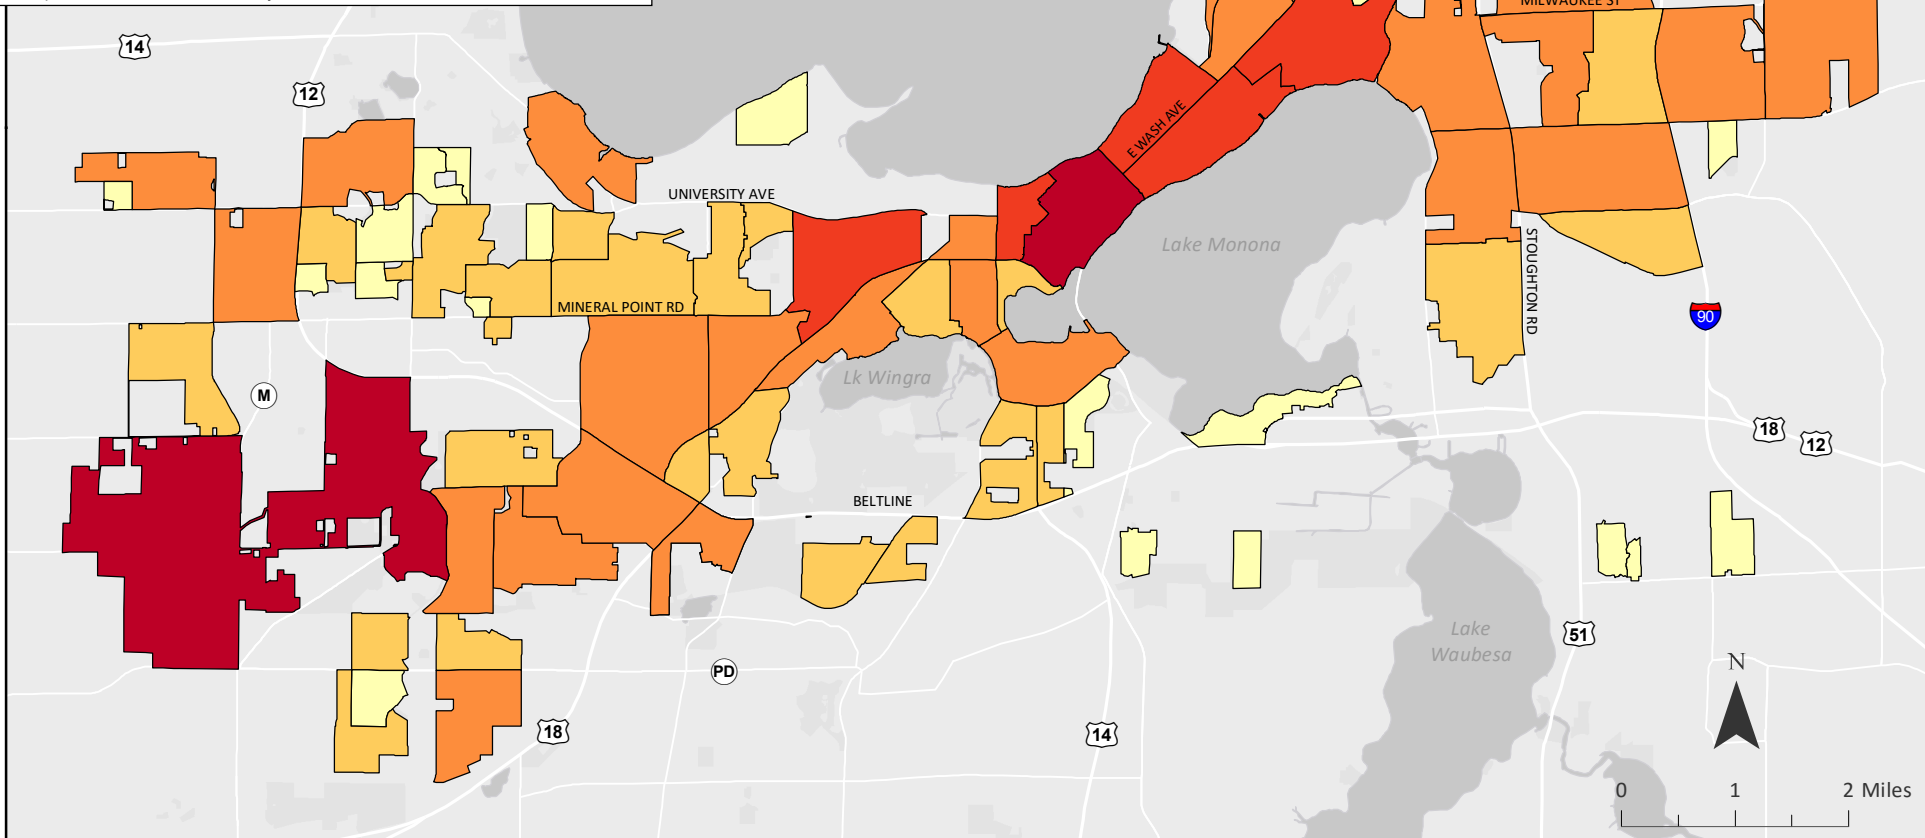 MILWAUKEE ST
14
12
E WASH AVE
UNIVERSITY AVE
Lake Monona
STOUGHTON RD
MINERAL POINT RD
90
Lk Wingra
M
18
12
BELTLINE
51
Lake
Waubesa
N
PD
18
14
0 1 2 Miles